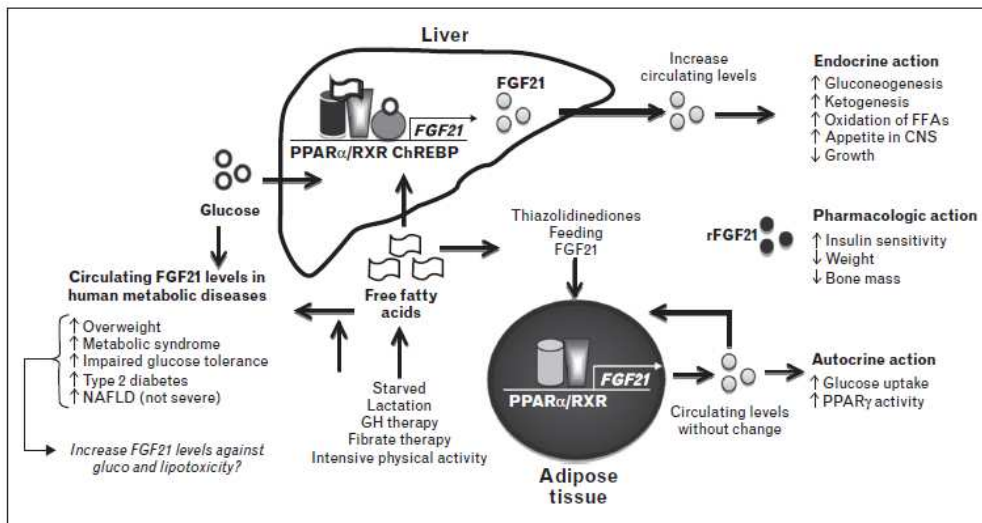 Liver
FGF21
FGF21
PPARα/RXR ChREBP
Increase
circulating levels
Endocrine action
↑ Gluconeogenesis
↑ Ketogenesis
↑ Oxidation of FFAs
↑ Appetite in CNS
↓ Growth
Glucose
Thiazolidinediones
Feeding
FGF21
rFGF21
Pharmacologic action
↑ Insulin sensitivity
↓ Weight
↓ Bone mass
Circulating FGF21 levels in
human metabolic diseases
↑ Overweight
↑ Metabolic syndrome
↑ Impaired glucose tolerance
↑ Type 2 diabetes
↑ NAFLD (not severe)
Increase FGF21 levels against
gluco and lipotoxicity?
Free fatty
acids
Starved
Lactation
GH therapy
Fibrate therapy
Intensive physical activity
FGF21
PPARα/RXR
Adipose
tissue
Circulating levels
without change
Autocrine action
↑ Glucose uptake
↑ PPARγ activity